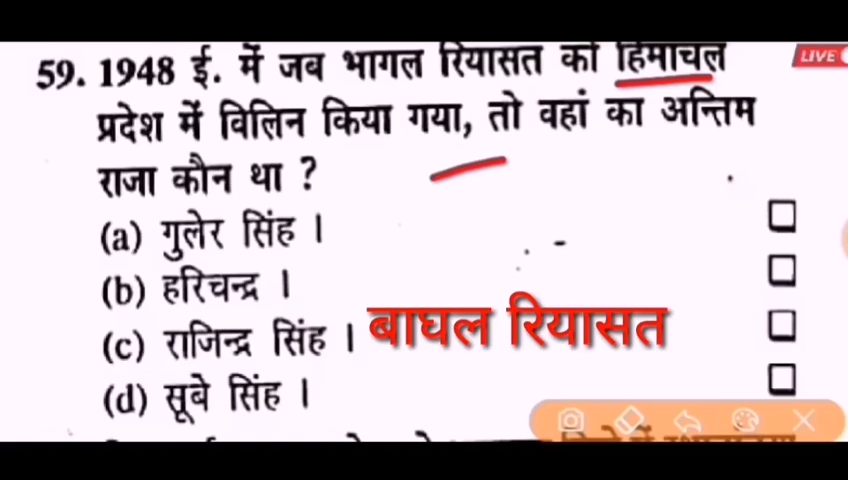 59. 1948 ई. में जब भागल रियासत को हिमाचल
LIVE
प्रदेश में विलिन किया गया, तो वहां का अन्तिम
राजा कौन था ?
(a) गुलेर सिंह ।
(b) हरिचन्द्र ।
(c) राजिन्द्र सिंह ।
बाघल रियासत
(d) सूबे सिंह ।